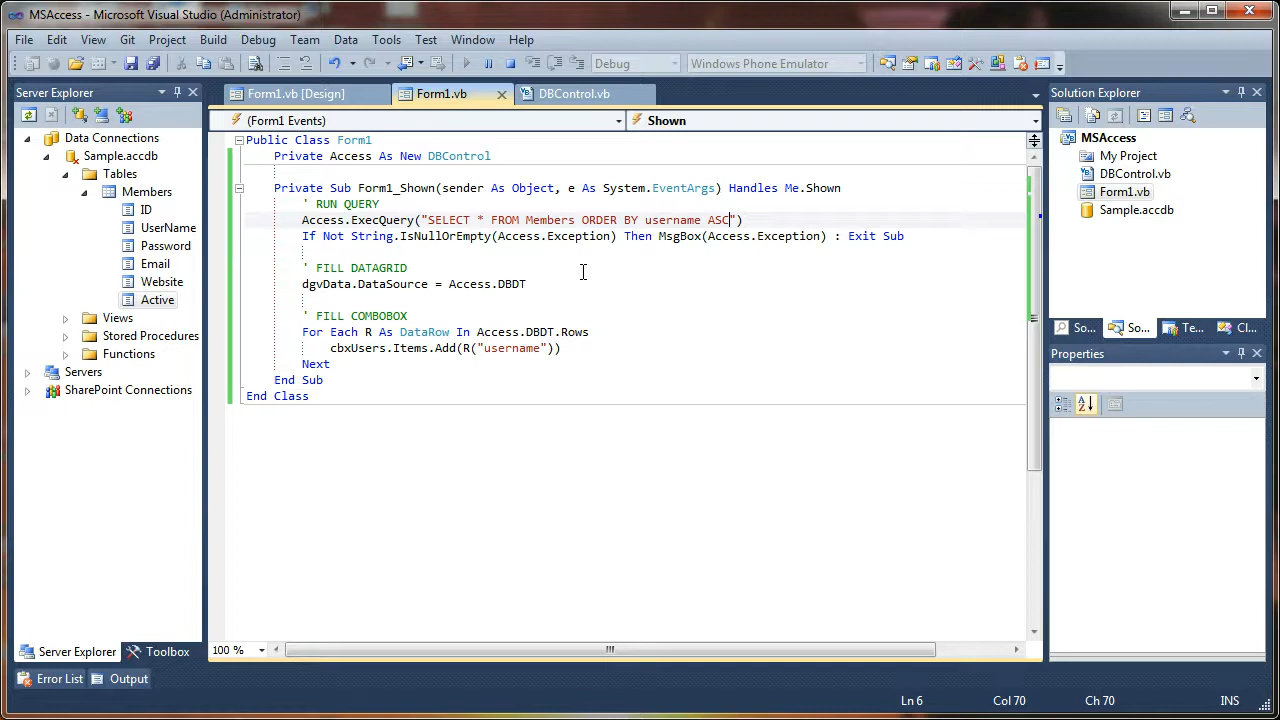 MSAccess - Microsoft Visual Studio (Administrator)
File Edit View Git Project Build Debug Team Data Tools Test Window Help
Debug Windows Phone Emulator
Server Explorer
Form1.vb [Design] Form1.vb DBControl.vb
Solution Explorer
(Form1 Events) Shown
Data Connections
Sample.accdb
Tables
Members
ID
UserName
Password
Email
Website
Active
Views
Stored Procedures
Functions
Servers
SharePoint Connections
Public Class Form1
Private Access As New DBControl
Private Sub Form1_Shown(sender As Object, e As System.EventArgs) Handles Me.Shown
' RUN QUERY
Access.ExecQuery("SELECT * FROM Members ORDER BY username ASC")
If Not String.IsNullOrEmpty(Access.Exception) Then MsgBox(Access.Exception) : Exit Sub
' FILL DATAGRID
dgvData.DataSource = Access.DBDT
' FILL COMBOBOX
For Each R As DataRow In Access.DBDT.Rows
cbxUsers.Items.Add(R("username"))
Next
End Sub
End Class
MSAccess
My Project
DBControl.vb
Form1.vb
Sample.accdb
So... So... Te... Cl...
Properties
100 %
Server Explorer Toolbox
Error List Output
Ln 6 Col 70 Ch 70 INS